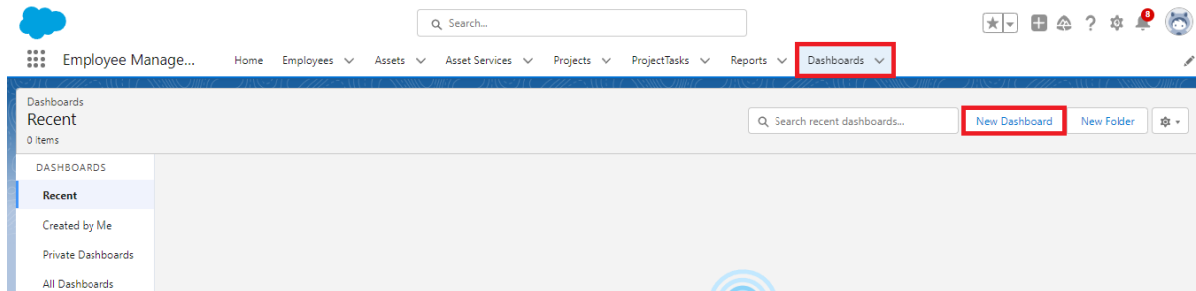 Search...
8
Employee Manage... Home Employees Assets Asset Services Projects ProjectTasks Reports Dashboards
Dashboards
Recent
0 items
Search recent dashboards... New Dashboard New Folder
DASHBOARDS
Recent
Created by Me
Private Dashboards
All Dashboards